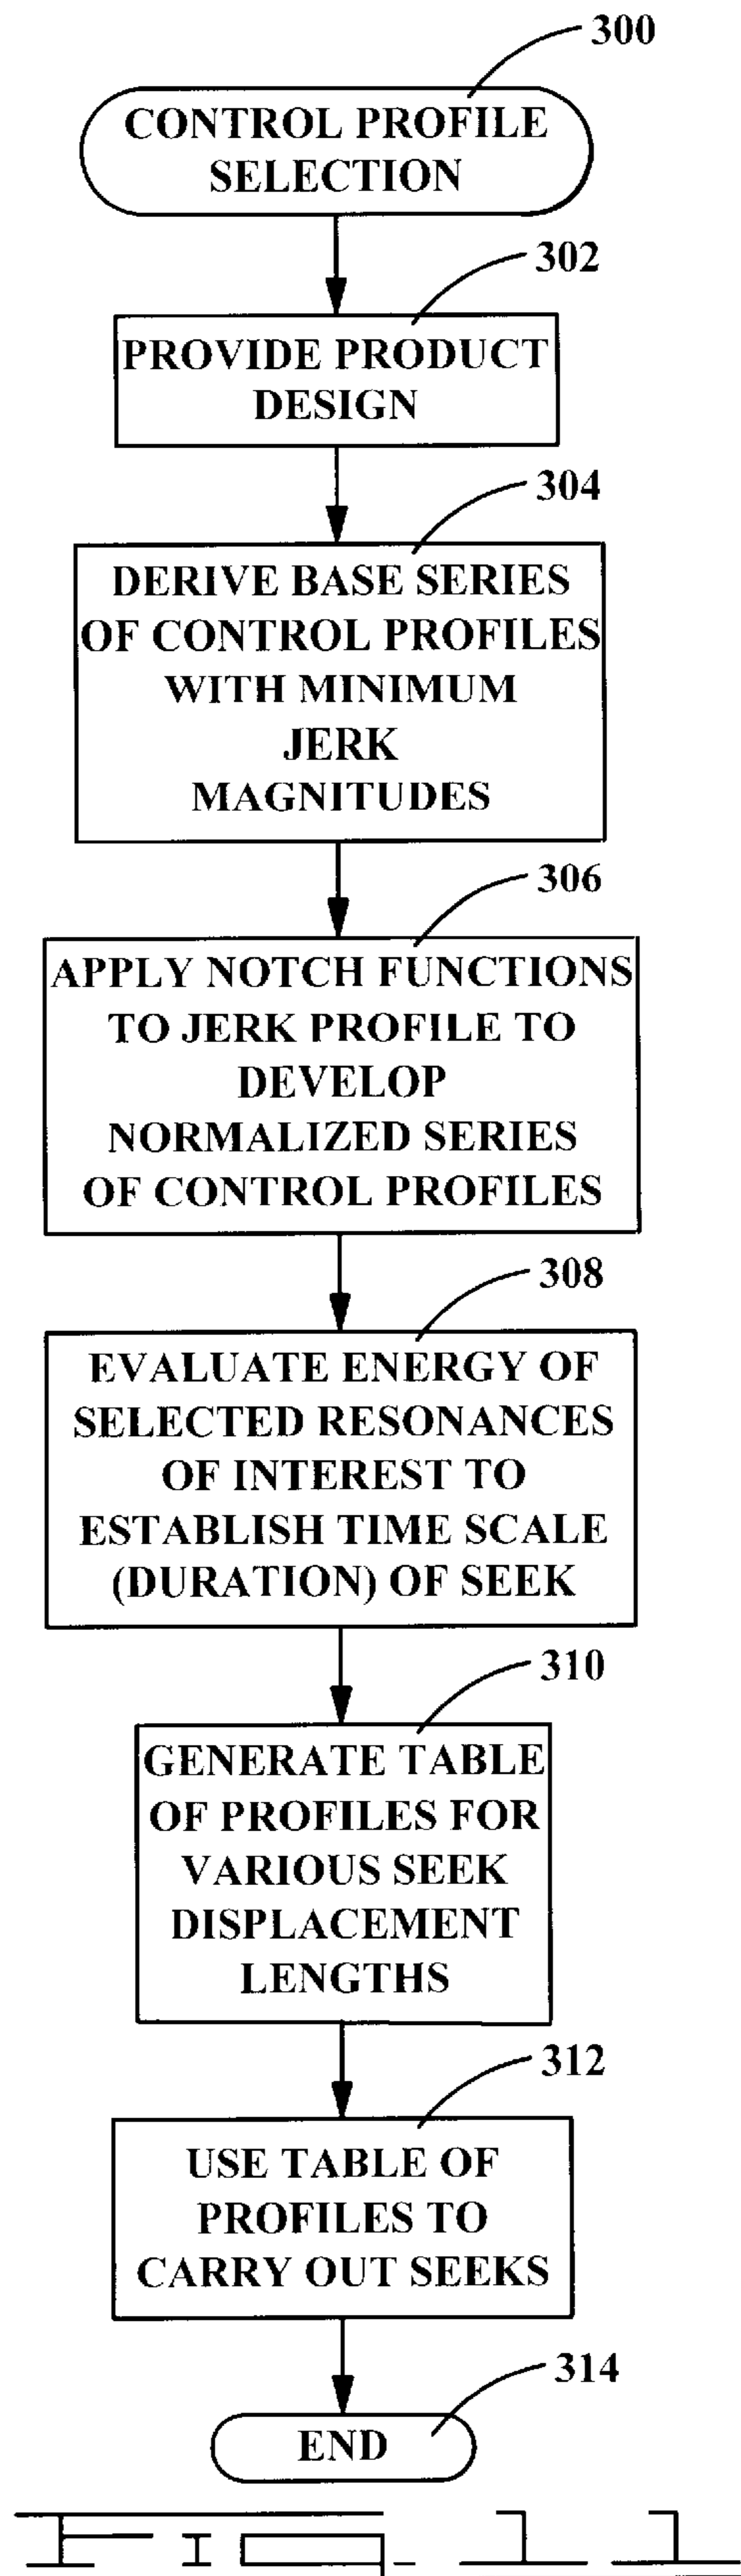 300
CONTROL PROFILE
SELECTION
302
PROVIDE PRODUCT
DESIGN
304
DERIVE BASE SERIES
OF CONTROL PROFILES
WITH MINIMUM
JERK
MAGNITUDES
306
APPLY NOTCH FUNCTIONS
TO JERK PROFILE TO
DEVELOP
NORMALIZED SERIES
OF CONTROL PROFILES
308
EVALUATE ENERGY OF
SELECTED RESONANCES
OF INTEREST TO
ESTABLISH TIME SCALE
(DURATION) OF SEEK
310
GENERATE TABLE
OF PROFILES FOR
VARIOUS SEEK
DISPLACEMENT
LENGTHS
312
USE TABLE OF
PROFILES TO
CARRY OUT SEEKS
314
END